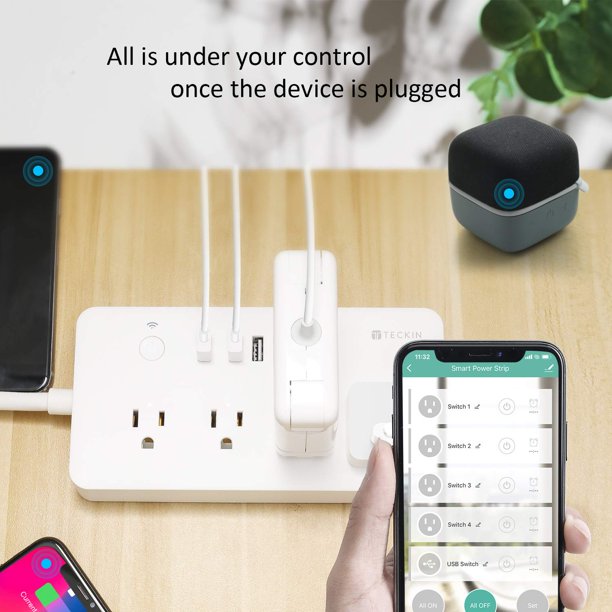 All is under your control
once the device is plugged
TECKIN
11:32
Smart Power Strip
Switch 1
Switch 2
Switch 3
Switch 4
USB Switch
All ON
All OFF
Set